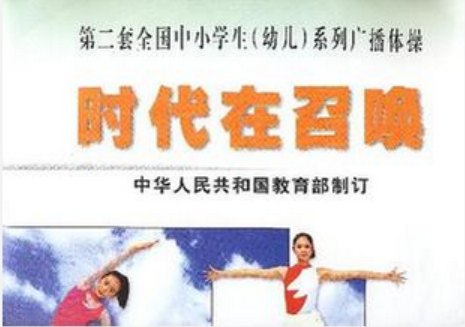 第二套全国中小学生(幼儿)系列广播体操
时代在召唤
中华人民共和国教育部制订